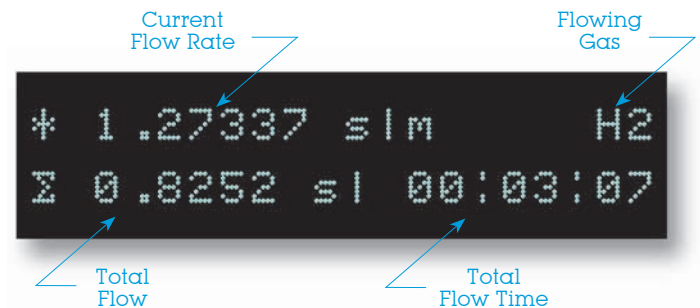 Current
Flow Rate
Flowing
Gas
* 1.27337 slm H2
Σ 0.8252 sl 00:03:07
Total
Flow
Total
Flow Time